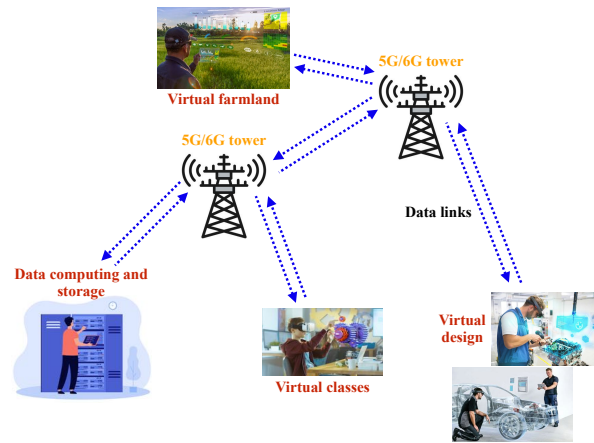 5G/6G tower
Virtual farmland
5G/6G tower
Data links
Data computing and
storage
Virtual
design
Virtual classes